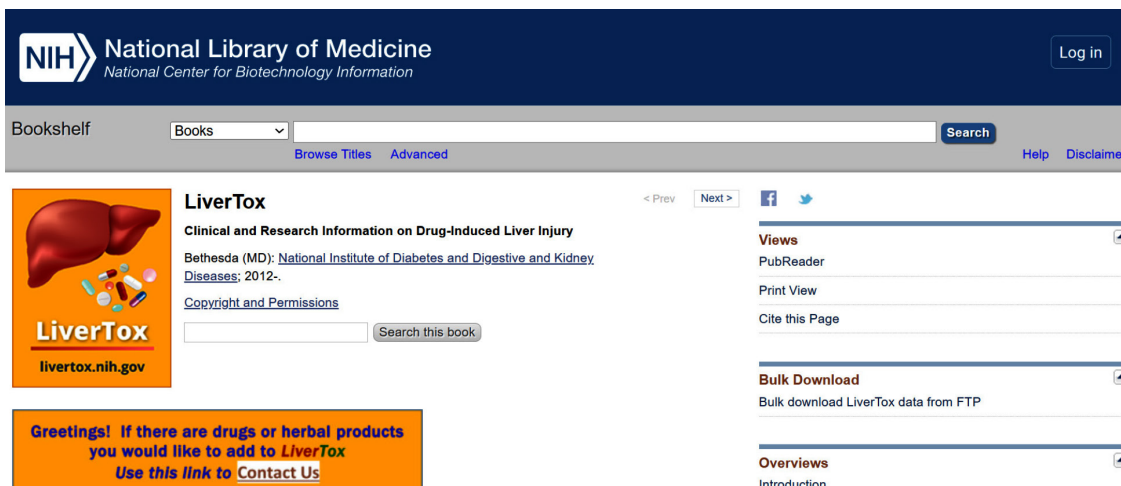 NIH
National Library of Medicine
National Center for Biotechnology Information
Log in
Bookshelf
Books
Search
Browse Titles Advanced
Help Disclaime
LiverTox
livertox.nih.gov
LiverTox
< Prev Next >
Clinical and Research Information on Drug-Induced Liver Injury
Bethesda (MD): National Institute of Diabetes and Digestive and Kidney
Diseases; 2012-.
Copyright and Permissions
Search this book
Greetings! If there are drugs or herbal products
you would like to add to LiverTox
Use this link to Contact Us
Views
PubReader
Print View
Cite this Page
Bulk Download
Bulk download LiverTox data from FTP
Overviews
Introduction